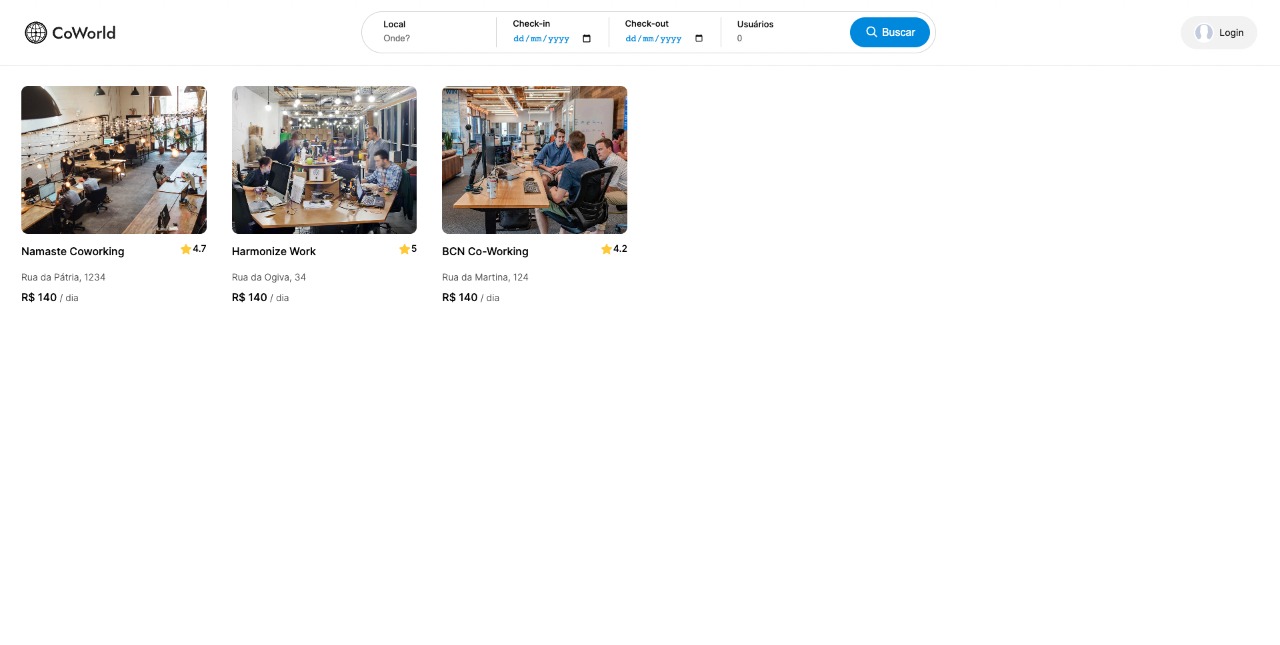 CoWorld
Local
Onde?
Check-in
dd/mm/yyyy
Check-out
dd/mm/yyyy
Usuários
0
Buscar
Login
Namaste Coworking
4.7
Rua da Pátria, 1234
R$ 140 / dia
Harmonize Work
5
Rua da Ogiva, 34
R$ 140 / dia
BCN Co-Working
4.2
Rua da Martina, 124
R$ 140 / dia